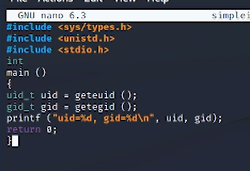 File Actions Edit View Help
GNU nano 6.3 simplei
#include <sys/types.h>
#include <unistd.h>
#include <stdio.h>
int
main ()
{
uid_t uid = geteuid ();
gid_t gid = getegid ();
printf ("uid=%d, gid=%d\n", uid, gid);
return 0;
}